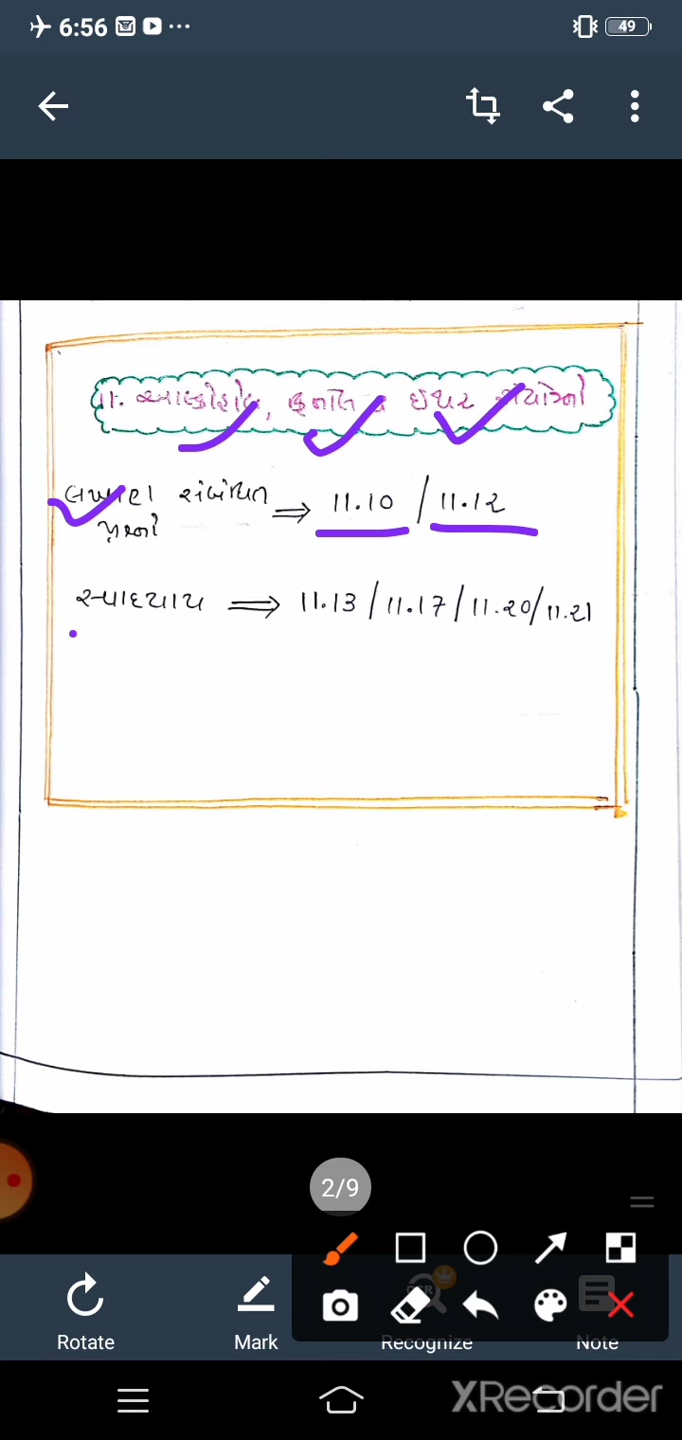 6:56
49
11. આલ્કોહોલ, ફિનોલ ઈથર સંયોજનો
લખાણ સંબંધિત ⟹ 11.10 / 11.12
પ્રશ્નો
સ્વાધ્યાય ⟹ 11.13 / 11.17 / 11.20 / 11.21
2/9
Rotate
Mark
Recognize
Note
XRecorder